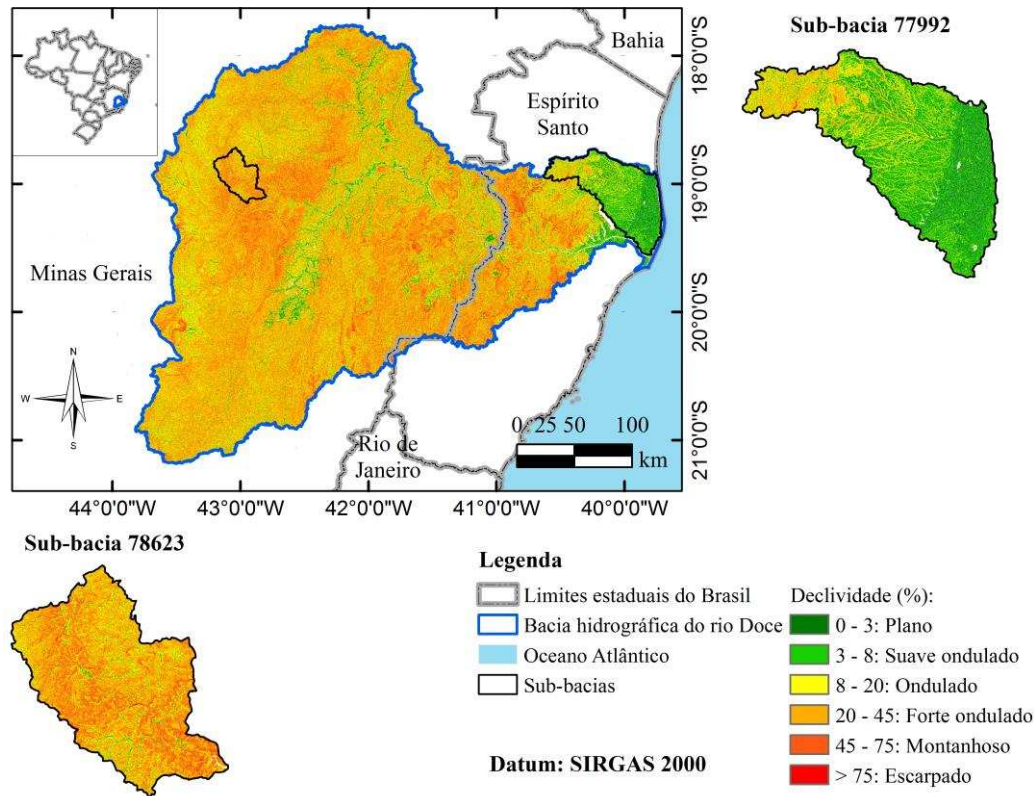 Bahia
Espírito
Santo
Minas Gerais
Rio de
Janeiro
N
W
E
S
0 25 50 100
km
18°0'0"S
19°0'0"S
20°0'0"S
21°0'0"S
44°0'0"W 43°0'0"W 42°0'0"W 41°0'0"W 40°0'0"W
Sub-bacia 77992
Sub-bacia 78623
Legenda
Limites estaduais do Brasil
Bacia hidrográfica do rio Doce
Oceano Atlântico
Sub-bacias
Datum: SIRGAS 2000
Declividade (%):
0 - 3: Plano
3 - 8: Suave ondulado
8 - 20: Ondulado
20 - 45: Forte ondulado
45 - 75: Montanhoso
> 75: Escarpado